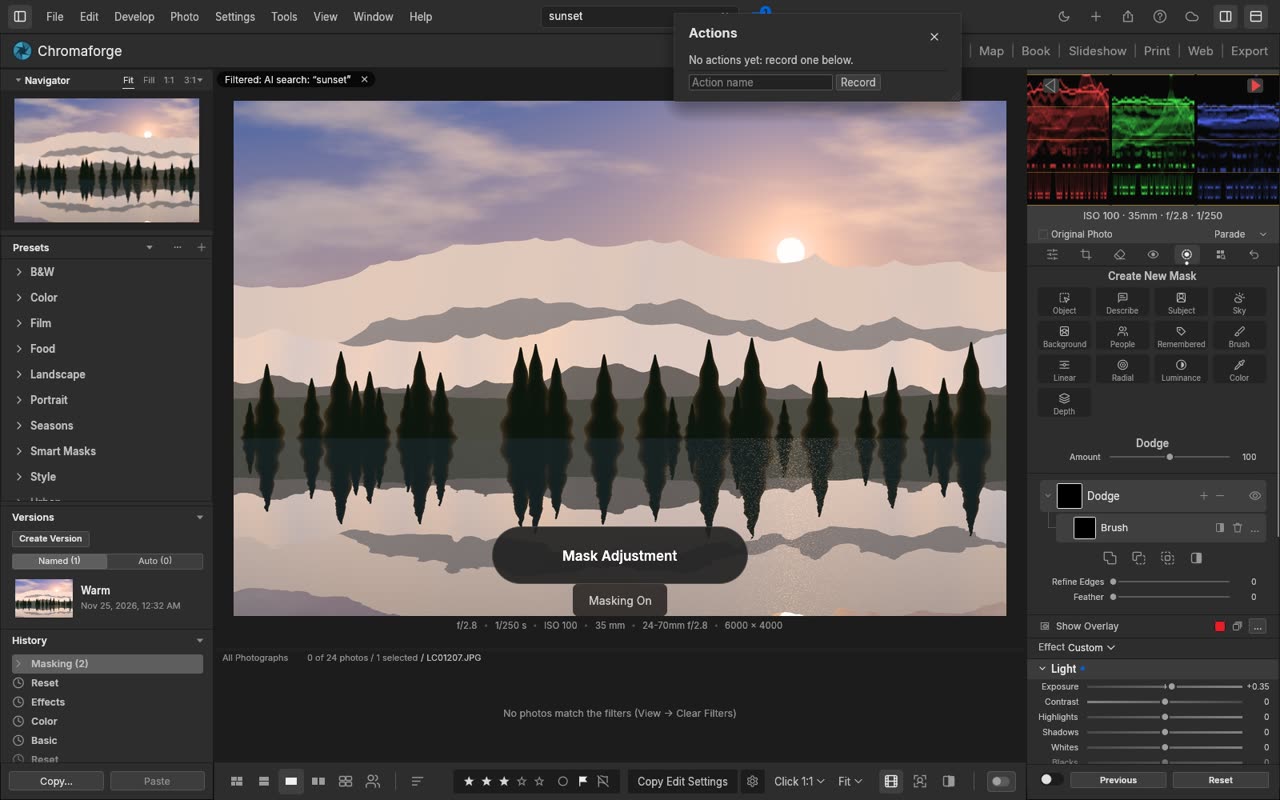 File Edit Develop Photo Settings Tools View Window Help
sunset
Actions
No actions yet: record one below.
Action name Record
Chromaforge
Map Book Slideshow Print Web Export
Navigator Fit Fill 1:1 3:1
Filtered: AI search: “sunset”
ISO 100 · 35mm · f/2.8 · 1/250
Original Photo Parade
Presets
B&W
Color
Film
Food
Landscape
Portrait
Seasons
Smart Masks
Style
Create New Mask
Object Describe Subject Sky
Background People Remembered Brush
Linear Radial Luminance Color
Depth
Dodge
Amount 100
Dodge
Brush
Refine Edges 0
Feather 0
Show Overlay
Effect Custom
Light
Exposure +0.35
Contrast 0
Highlights 0
Shadows 0
Whites 0
Blacks
Previous Reset
Versions
Create Version
Named (1) Auto (0)
Warm
Nov 25, 2026, 12:32 AM
History
Masking (2)
Reset
Effects
Color
Basic
Reset
Copy... Paste
Mask Adjustment
Masking On
f/2.8 • 1/250 s • ISO 100 • 35 mm • 24-70mm f/2.8 • 6000 × 4000
All Photographs 0 of 24 photos / 1 selected / LC01207.JPG
No photos match the filters (View → Clear Filters)
Copy Edit Settings Click 1:1 Fit